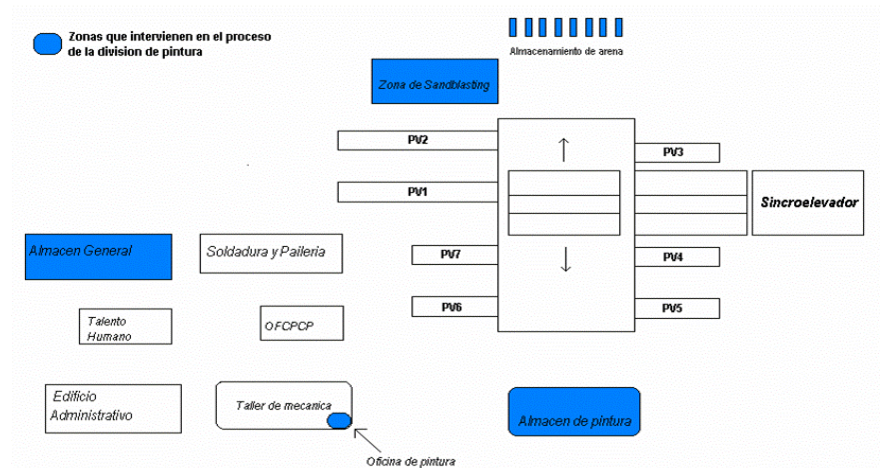 Zonas que intervienen en el proceso
de la division de pintura
Almacenamiento de arena
Zona de Sandblasting
PV2
PV3
PV1
Sincroelevador
Almacen General
Soldadura y Paileria
PV7
PV4
PV6
PV5
Talento
Humano
OFCPCP
Edificio
Administrativo
Taller de mecanica
Almacen de pintura
Oficina de pintura